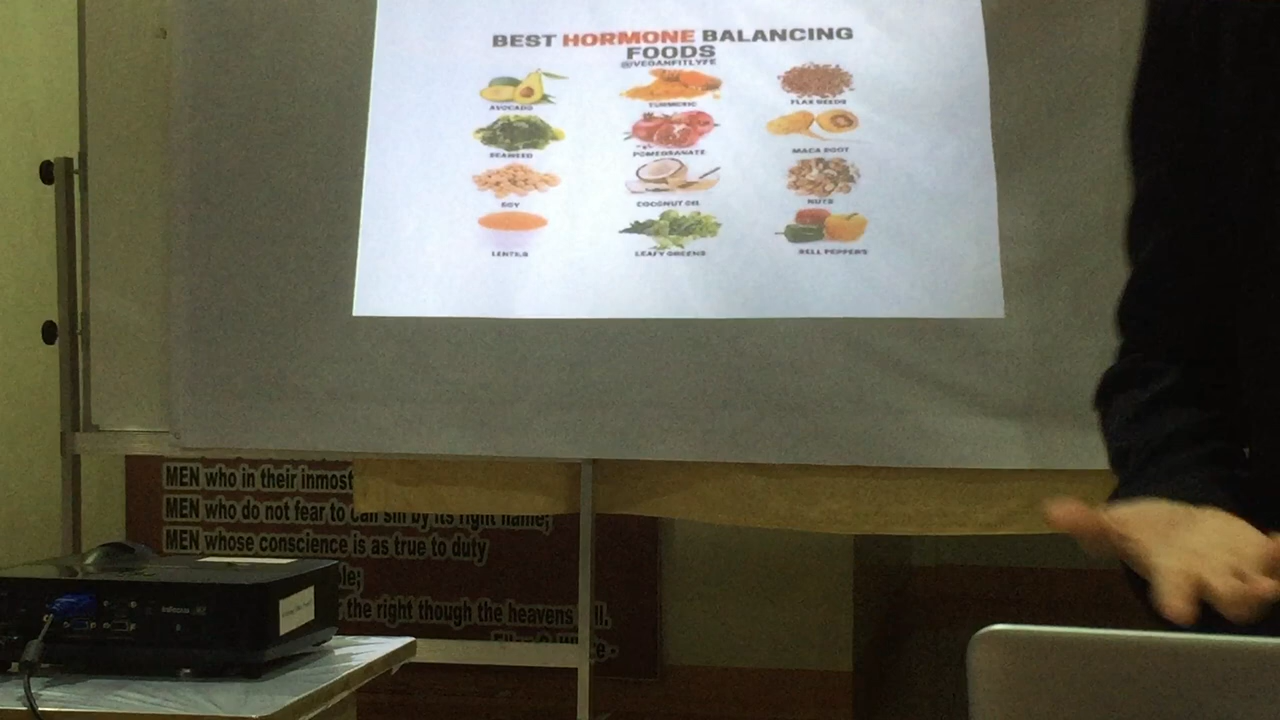 BEST HORMONE BALANCING
FOODS
@VEGANFITLYFE
AVOCADO
TURMERIC
FLAX SEEDS
SEAWEED
POMEGRANATE
MACA ROOT
SOY
COCONUT OIL
NUTS
LENTILS
LEAFY GREENS
BELL PEPPERS
MEN who in their inmost
MEN who do not fear to call sin by its right name;
MEN whose conscience is as true to duty
le;
the right though the heavens
InFocus